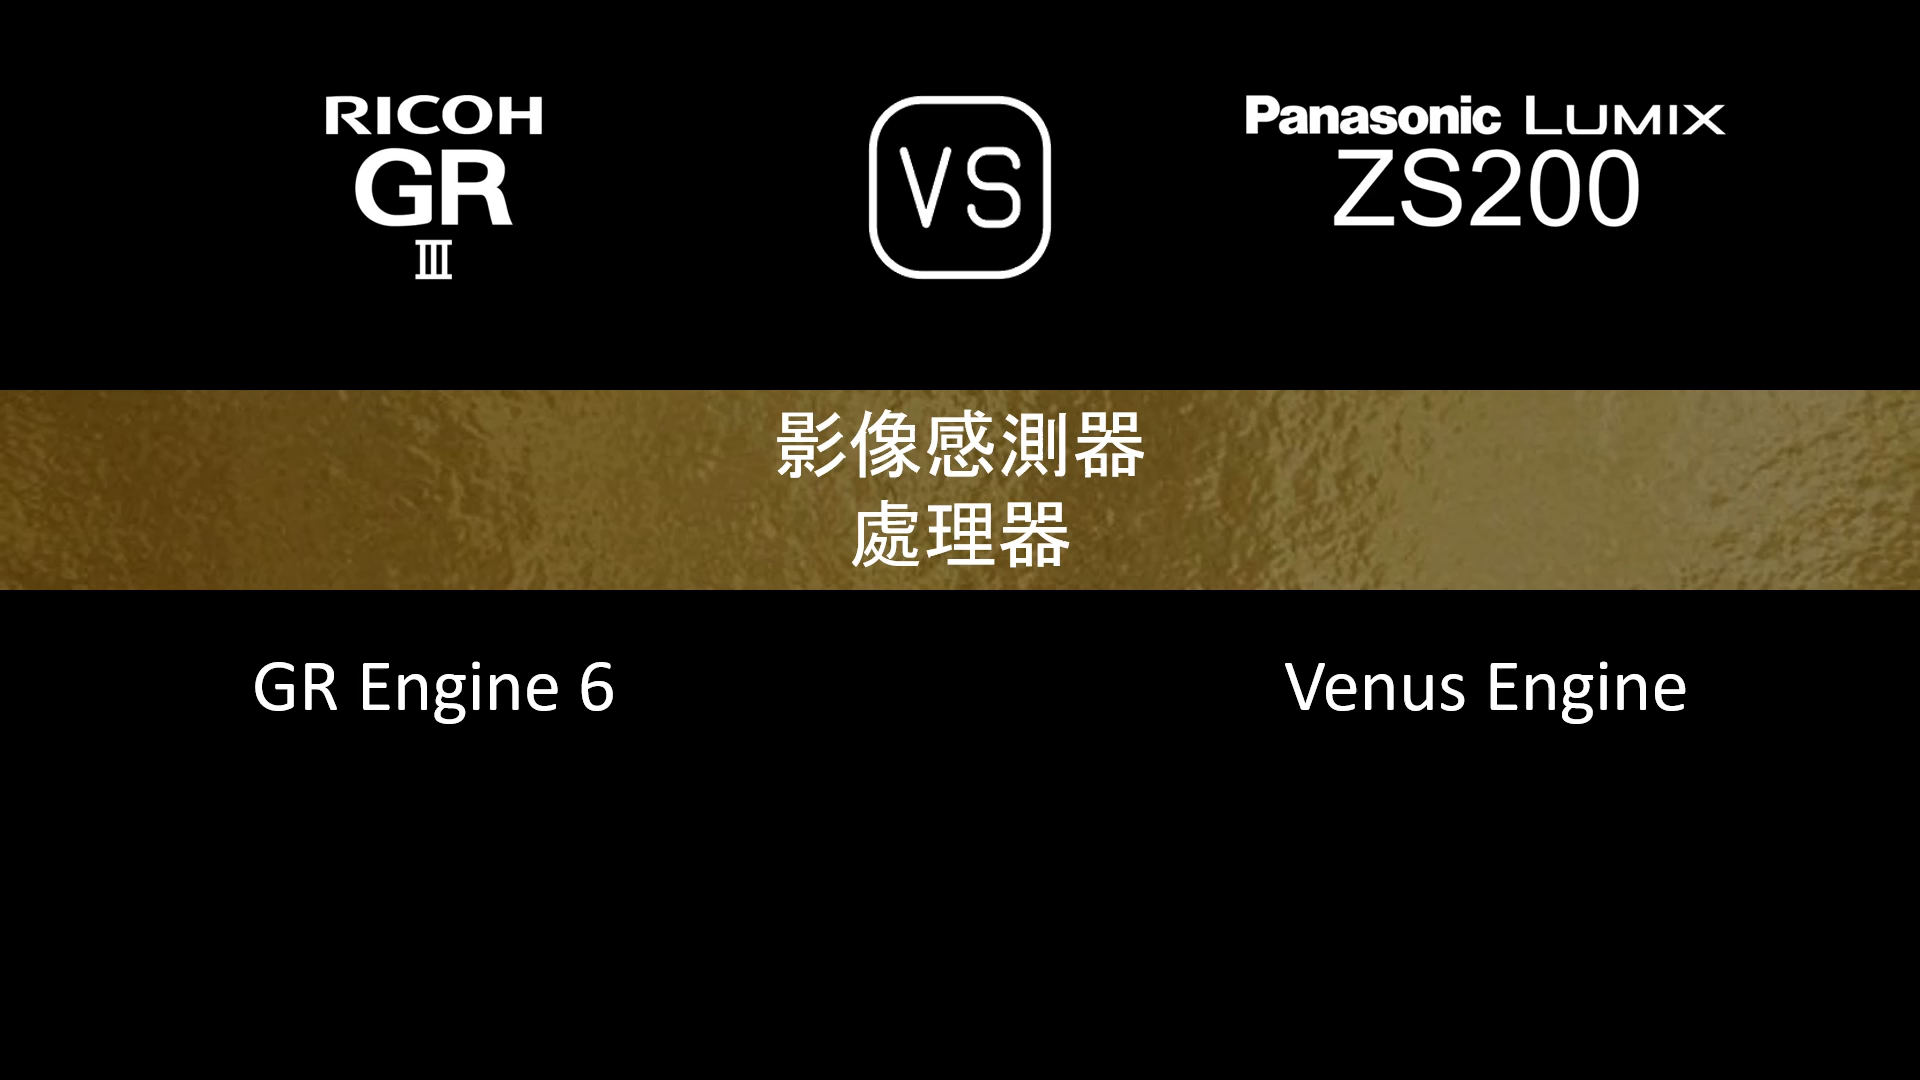 RICOH
GR
III
VS
Panasonic LUMIX
ZS200
影像感測器
處理器
GR Engine 6
Venus Engine